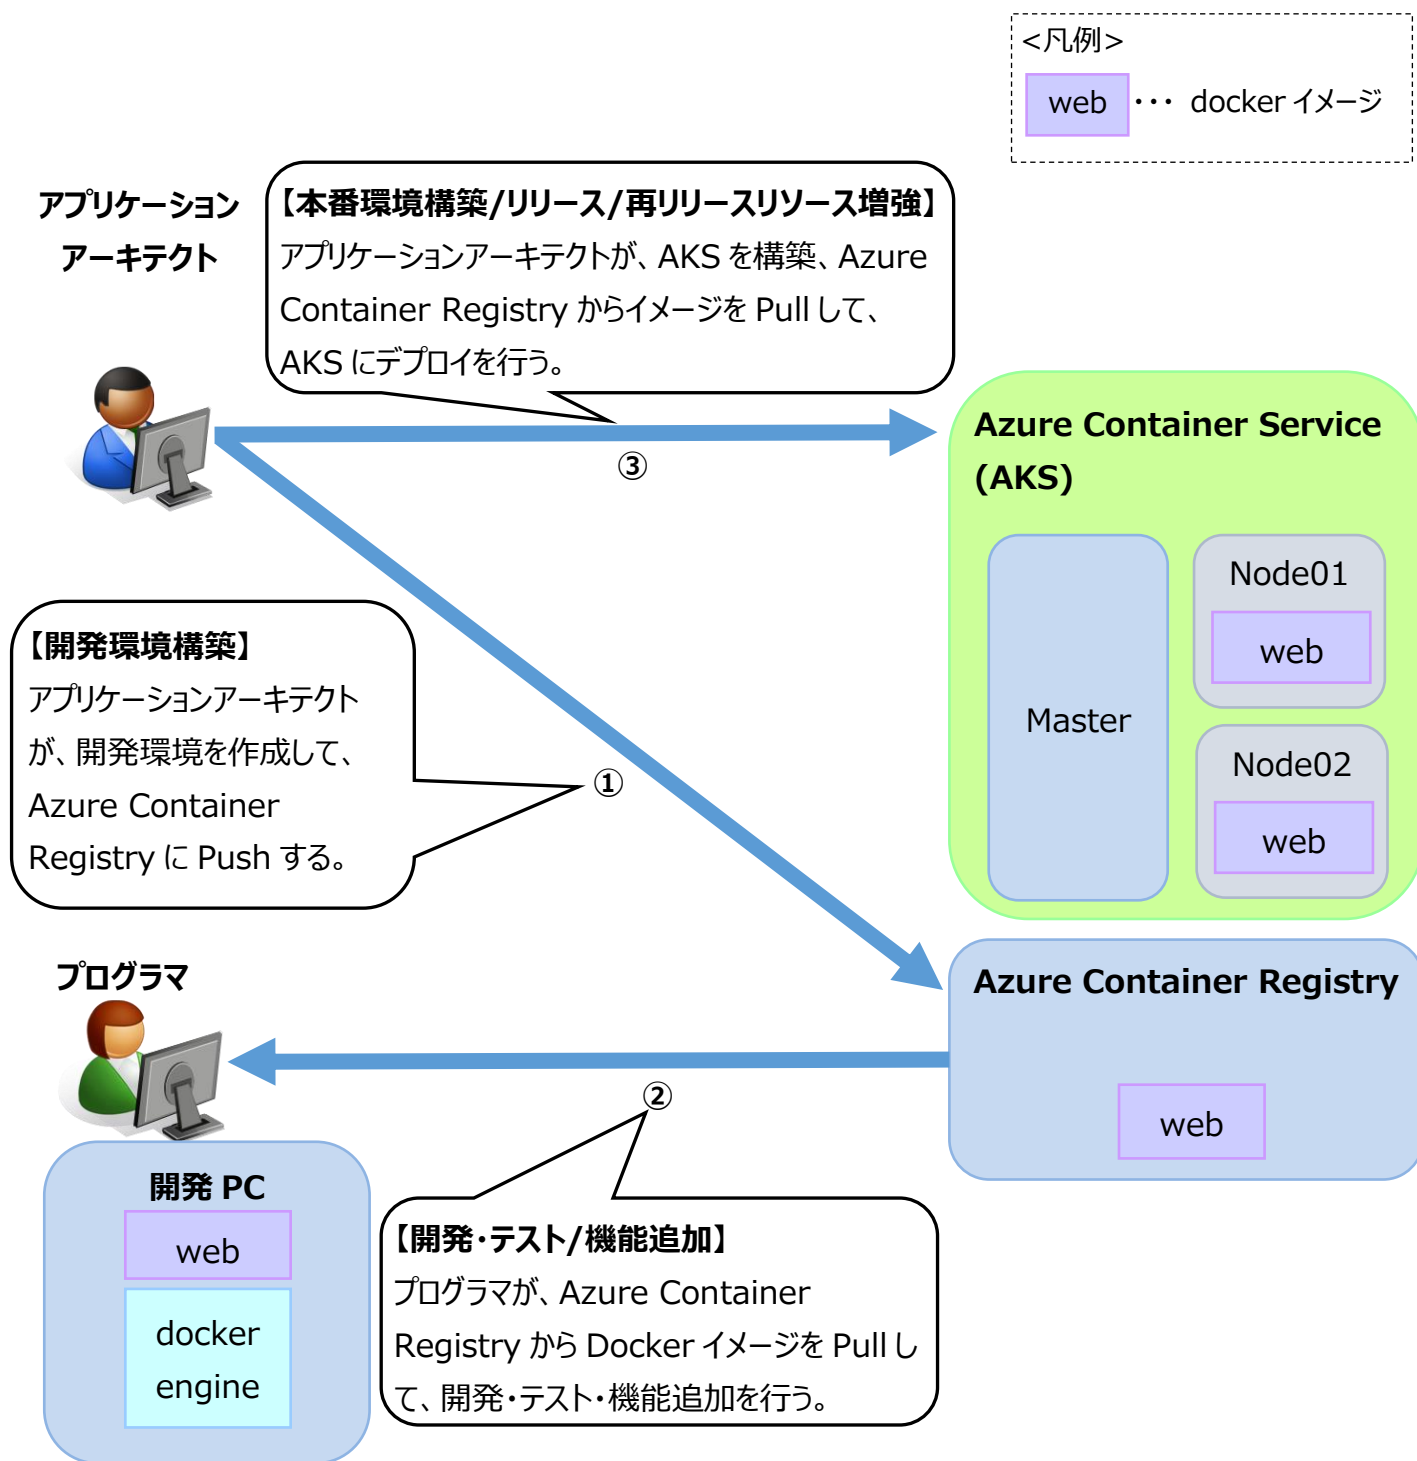 <凡例>
web ・・・ docker イメージ
アプリケーション
アーキテクト
【本番環境構築/リリース/再リリースリソース増強】
アプリケーションアーキテクトが、AKS を構築、Azure
Container Registry からイメージを Pull して、
AKS にデプロイを行う。
③
Azure Container Service
(AKS)
Master
Node01
web
Node02
web
【開発環境構築】
アプリケーションアーキテクト
が、開発環境を作成して、
Azure Container
Registry に Push する。
①
プログラマ
Azure Container Registry
web
②
開発 PC
web
docker
engine
【開発・テスト/機能追加】
プログラマが、Azure Container
Registry から Docker イメージを Pull し
て、開発・テスト・機能追加を行う。